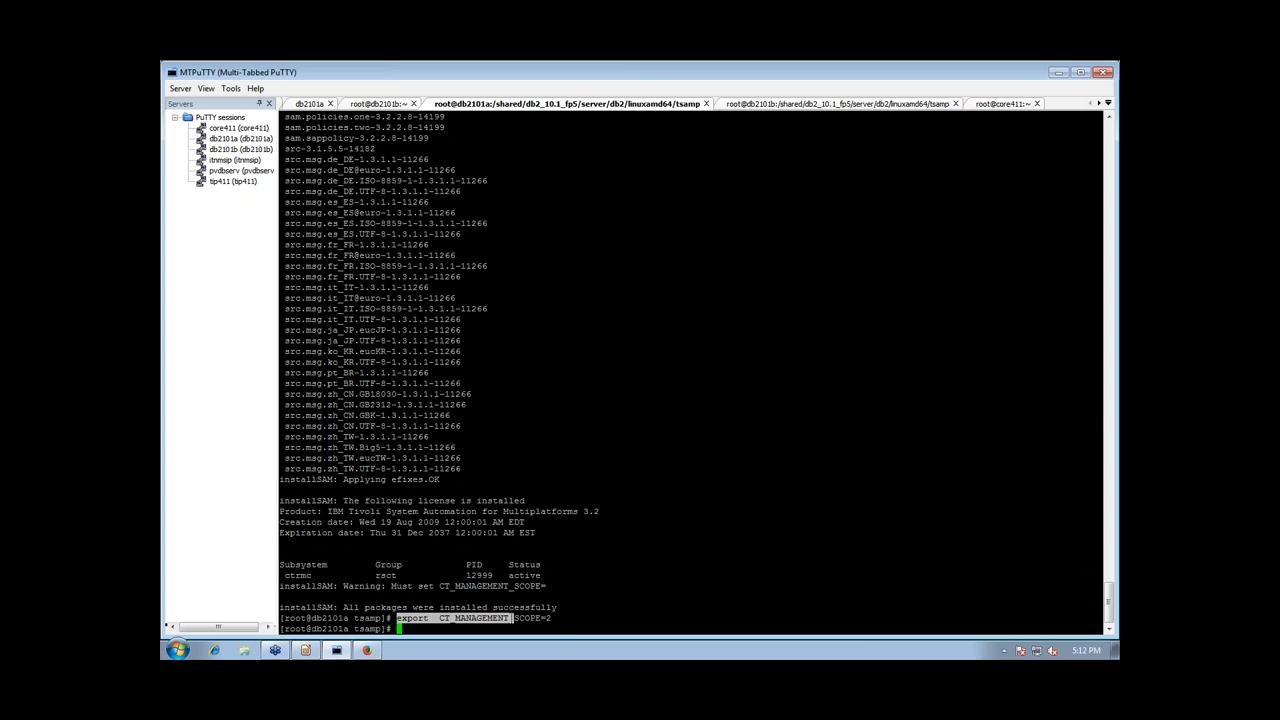 MTPuTTY (Multi-Tabbed PuTTY)
Server View Tools Help
Servers
PuTTY sessions
core411 (core411)
db2101a (db2101a)
db2101b (db2101b)
itnmsip (itnmsip)
pvdbserv (pvdbserv
tip411 (tip411)
db2101a
root@db2101b:~
root@db2101a:/shared/db2_10.1_fp5/server/db2/linuxamd64/tsamp
root@db2101b:/shared/db2_10.1_fp5/server/db2/linuxamd64/tsamp
root@core411:~
sam.policies.one-3.2.2.8-14199
sam.policies.two-3.2.2.8-14199
sam.sappolicy-3.2.2.8-14199
src-3.1.5.5-14182
src.msg.de_DE-1.3.1.1-11266
src.msg.de_DE@euro-1.3.1.1-11266
src.msg.de_DE.ISO-8859-1-1.3.1.1-11266
src.msg.de_DE.UTF-8-1.3.1.1-11266
src.msg.es_ES-1.3.1.1-11266
src.msg.es_ES@euro-1.3.1.1-11266
src.msg.es_ES.ISO-8859-1-1.3.1.1-11266
src.msg.es_ES.UTF-8-1.3.1.1-11266
src.msg.fr_FR-1.3.1.1-11266
src.msg.fr_FR@euro-1.3.1.1-11266
src.msg.fr_FR.ISO-8859-1-1.3.1.1-11266
src.msg.fr_FR.UTF-8-1.3.1.1-11266
src.msg.it_IT-1.3.1.1-11266
src.msg.it_IT@euro-1.3.1.1-11266
src.msg.it_IT.ISO-8859-1-1.3.1.1-11266
src.msg.it_IT.UTF-8-1.3.1.1-11266
src.msg.ja_JP.eucJP-1.3.1.1-11266
src.msg.ja_JP.UTF-8-1.3.1.1-11266
src.msg.ko_KR.eucKR-1.3.1.1-11266
src.msg.ko_KR.UTF-8-1.3.1.1-11266
src.msg.pt_BR-1.3.1.1-11266
src.msg.pt_BR.UTF-8-1.3.1.1-11266
src.msg.zh_CN.GB18030-1.3.1.1-11266
src.msg.zh_CN.GB2312-1.3.1.1-11266
src.msg.zh_CN.GBK-1.3.1.1-11266
src.msg.zh_CN.UTF-8-1.3.1.1-11266
src.msg.zh_TW-1.3.1.1-11266
src.msg.zh_TW.Big5-1.3.1.1-11266
src.msg.zh_TW.eucTW-1.3.1.1-11266
src.msg.zh_TW.UTF-8-1.3.1.1-11266
installSAM: Applying efixes.OK
installSAM: The following license is installed
Product: IBM Tivoli System Automation for Multiplatforms 3.2
Creation date: Wed 19 Aug 2009 12:00:01 AM EDT
Expiration date: Thu 31 Dec 2037 12:00:01 AM EST
Subsystem Group PID Status
ctrmc rsct 12999 active
installSAM: Warning: Must set CT_MANAGEMENT_SCOPE=
installSAM: All packages were installed successfully
[root@db2101a tsamp]# export CT_MANAGEMENT_SCOPE=2
[root@db2101a tsamp]#
5:12 PM